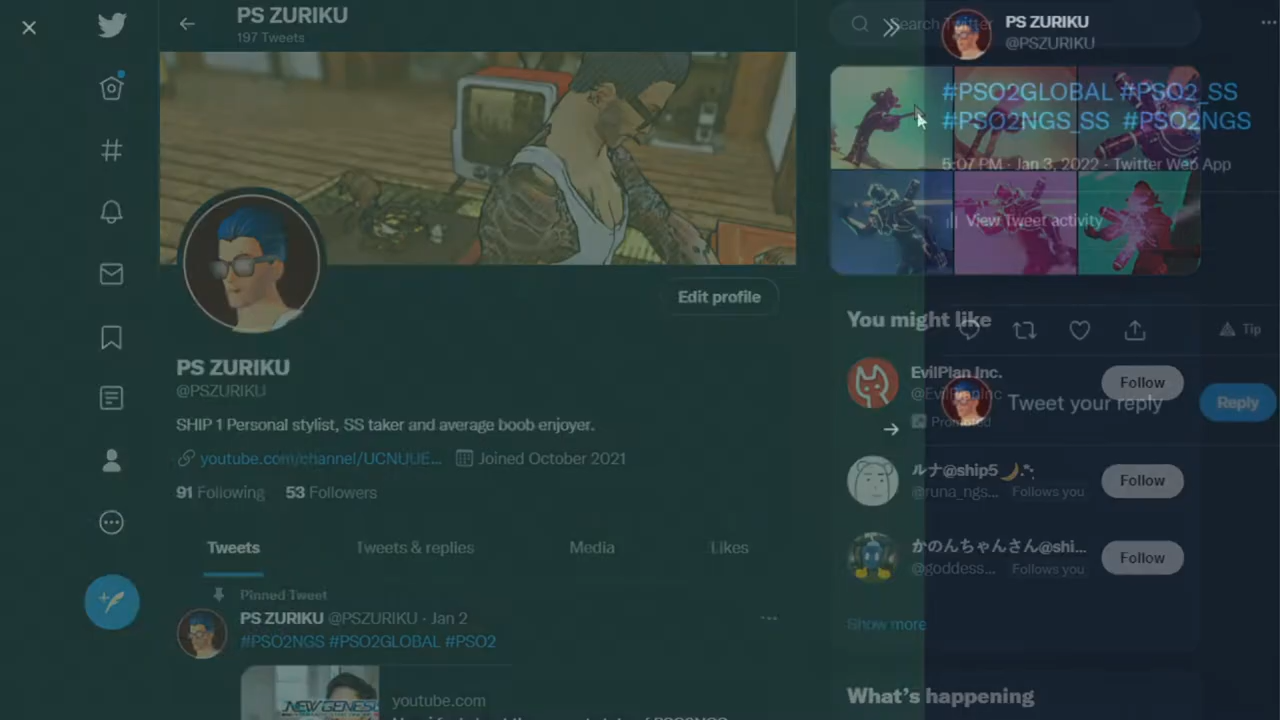 PS ZURIKU
197 Tweets
Search Twitter
PS ZURIKU
@PSZURIKU
#PSO2GLOBAL #PSO2_SS
#PSO2NGS_SS #PSO2NGS
5:07 PM · Jan 3, 2022 · Twitter Web App
View Tweet activity
Tip
Tweet your reply
Reply
Edit profile
PS ZURIKU
@PSZURIKU
SHIP 1 Personal stylist, SS taker and average boob enjoyer.
youtube.com/channel/UCNUUE...
Joined October 2021
91 Following
53 Followers
Tweets
Tweets & replies
Media
Likes
Pinned Tweet
PS ZURIKU @PSZURIKU · Jan 2
#PSO2NGS #PSO2GLOBAL #PSO2
NEW GENESIS
youtube.com
You might like
EvilPlan Inc.
@EvilPlanInc
Promoted
Follow
ルナ@ship5
@runa_ngs...
Follows you
Follow
かのんちゃんさん@shi...
@goddess...
Follows you
Follow
Show more
What's happening